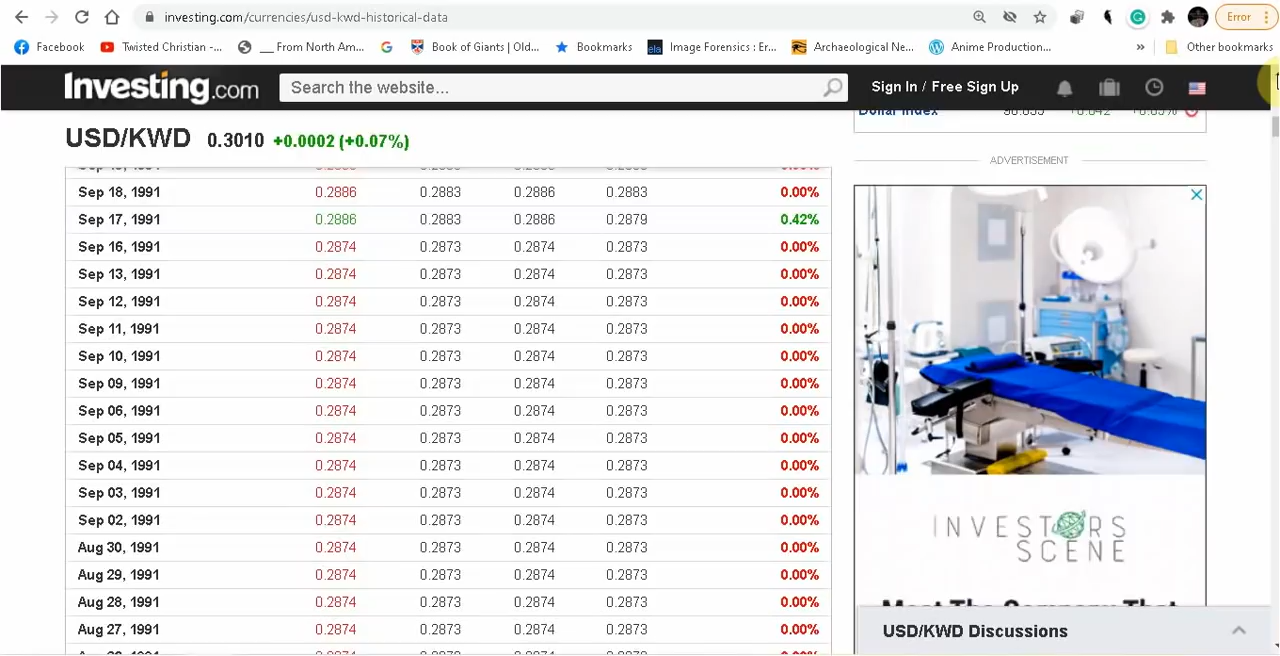 investing.com/currencies/usd-kwd-historical-data
Error
Facebook
Twisted Christian -...
__ From North Am...
Book of Giants | Old...
Bookmarks
Image Forensics : Er...
Archaeological Ne...
Anime Production...
»
Other bookmarks
Investing.com
Search the website...
Sign In / Free Sign Up
Dollar Index
USD/KWD 0.3010 +0.0002 (+0.07%)
ADVERTISEMENT
Sep 18, 1991 0.2886 0.2883 0.2886 0.2883 0.00%
Sep 17, 1991 0.2886 0.2883 0.2886 0.2879 0.42%
Sep 16, 1991 0.2874 0.2873 0.2874 0.2873 0.00%
Sep 13, 1991 0.2874 0.2873 0.2874 0.2873 0.00%
Sep 12, 1991 0.2874 0.2873 0.2874 0.2873 0.00%
Sep 11, 1991 0.2874 0.2873 0.2874 0.2873 0.00%
Sep 10, 1991 0.2874 0.2873 0.2874 0.2873 0.00%
Sep 09, 1991 0.2874 0.2873 0.2874 0.2873 0.00%
Sep 06, 1991 0.2874 0.2873 0.2874 0.2873 0.00%
Sep 05, 1991 0.2874 0.2873 0.2874 0.2873 0.00%
Sep 04, 1991 0.2874 0.2873 0.2874 0.2873 0.00%
Sep 03, 1991 0.2874 0.2873 0.2874 0.2873 0.00%
Sep 02, 1991 0.2874 0.2873 0.2874 0.2873 0.00%
Aug 30, 1991 0.2874 0.2873 0.2874 0.2873 0.00%
Aug 29, 1991 0.2874 0.2873 0.2874 0.2873 0.00%
Aug 28, 1991 0.2874 0.2873 0.2874 0.2873 0.00%
Aug 27, 1991 0.2874 0.2873 0.2874 0.2873 0.00%
INVESTORS
SCENE
Meet The Company That
USD/KWD Discussions